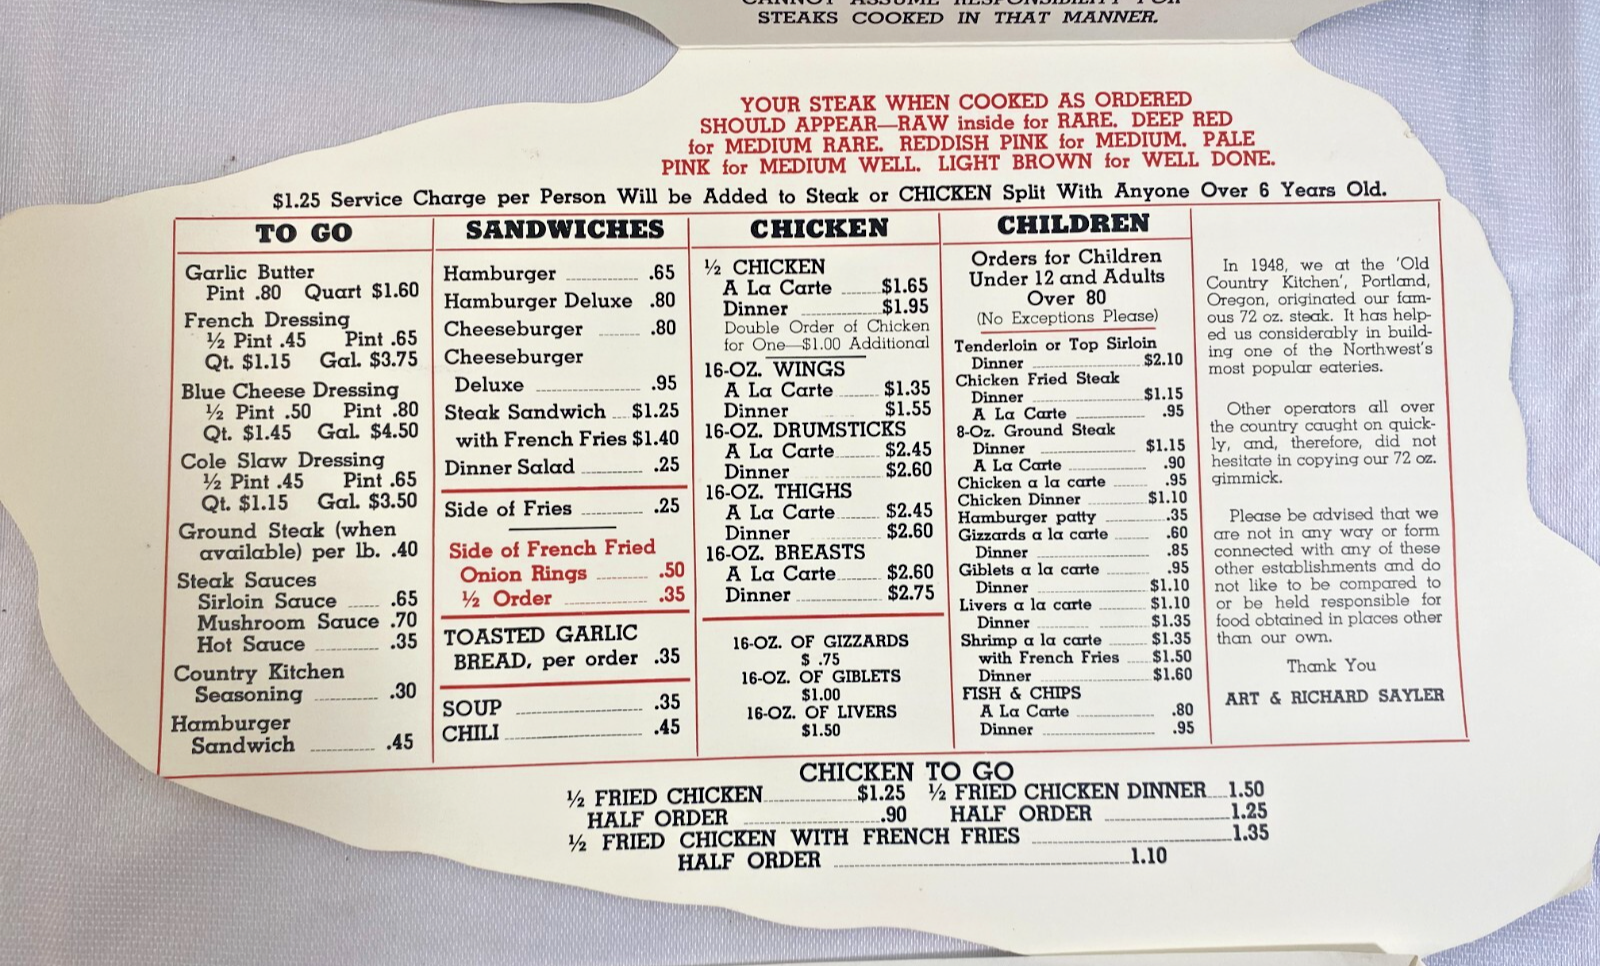 CANNOT ASSUME RESPONSIBILITY FOR
STEAKS COOKED IN THAT MANNER.
YOUR STEAK WHEN COOKED AS ORDERED
SHOULD APPEAR—RAW inside for RARE. DEEP RED
for MEDIUM RARE. REDDISH PINK for MEDIUM. PALE
PINK for MEDIUM WELL. LIGHT BROWN for WELL DONE.
$1.25 Service Charge per Person Will be Added to Steak or CHICKEN Split With Anyone Over 6 Years Old.
TO GO
Garlic Butter
Pint .80 Quart $1.60
French Dressing
½ Pint .45 Pint .65
Qt. $1.15 Gal. $3.75
Blue Cheese Dressing
½ Pint .50 Pint .80
Qt. $1.45 Gal. $4.50
Cole Slaw Dressing
½ Pint .45 Pint .65
Qt. $1.15 Gal. $3.50
Ground Steak (when
available) per lb. .40
Steak Sauces
Sirloin Sauce ...... .65
Mushroom Sauce .70
Hot Sauce ............ .35
Country Kitchen
Seasoning ............ .30
Hamburger
Sandwich ............ .45
SANDWICHES
Hamburger ............ .65
Hamburger Deluxe .80
Cheeseburger ........ .80
Cheeseburger
Deluxe ............ .95
Steak Sandwich .... $1.25
with French Fries $1.40
Dinner Salad ............ .25
Side of Fries ............ .25
Side of French Fried
Onion Rings ............ .50
½ Order ............ .35
TOASTED GARLIC
BREAD, per order .35
SOUP ............ .35
CHILI ............ .45
CHICKEN
½ CHICKEN
A La Carte ........ $1.65
Dinner ............ $1.95
Double Order of Chicken
for One—$1.00 Additional
16-OZ. WINGS
A La Carte ........ $1.35
Dinner ........ $1.55
16-OZ. DRUMSTICKS
A La Carte ........ $2.45
Dinner ............ $2.60
16-OZ. THIGHS
A La Carte ........ $2.45
Dinner ............ $2.60
16-OZ. BREASTS
A La Carte ........ $2.60
Dinner ............ $2.75
16-OZ. OF GIZZARDS
$ .75
16-OZ. OF GIBLETS
$1.00
16-OZ. OF LIVERS
$1.50
CHILDREN
Orders for Children
Under 12 and Adults
Over 80
(No Exceptions Please)
Tenderloin or Top Sirloin
Dinner ............ $2.10
Chicken Fried Steak
Dinner ............ $1.15
A La Carte ............ .95
8-Oz. Ground Steak
Dinner ............ $1.15
A La Carte ............ .90
Chicken a la carte ...... .95
Chicken Dinner ........ $1.10
Hamburger patty ........ .35
Gizzards a la carte ...... .60
Dinner ............ .85
Giblets a la carte ........ .95
Dinner ............ $1.10
Livers a la carte ........ $1.10
Dinner ............ $1.35
Shrimp a la carte ...... $1.35
with French Fries .... $1.50
Dinner ............ $1.60
FISH & CHIPS
A La Carte ............ .80
Dinner ............ .95
In 1948, we at the 'Old
Country Kitchen', Portland,
Oregon, originated our fam-
ous 72 oz. steak. It has help-
ed us considerably in build-
ing one of the Northwest's
most popular eateries.
Other operators all over
the country caught on quick-
ly, and, therefore, did not
hesitate in copying our 72 oz.
gimmick.
Please be advised that we
are not in any way or form
connected with any of these
other establishments and do
not like to be compared to
or be held responsible for
food obtained in places other
than our own.
Thank You
ART & RICHARD SAYLER
CHICKEN TO GO
½ FRIED CHICKEN ............ $1.25 ½ FRIED CHICKEN DINNER .... 1.50
HALF ORDER ............ .90 HALF ORDER ............ 1.25
½ FRIED CHICKEN WITH FRENCH FRIES ............ 1.35
HALF ORDER ............ 1.10